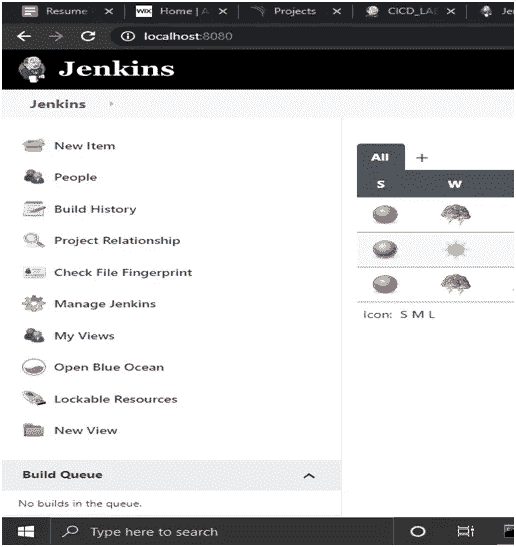 Resume
WIX Home | A
Projects
CICD_LAB
Je
localhost:8080
Jenkins
Jenkins
New Item
People
Build History
Project Relationship
Check File Fingerprint
Manage Jenkins
My Views
Open Blue Ocean
Lockable Resources
New View
All +
S W
Icon: S M L
Build Queue
No builds in the queue.
Type here to search